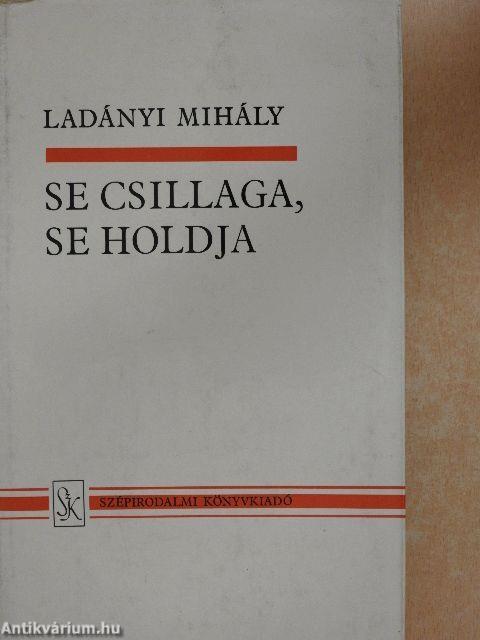 LADÁNYI MIHÁLY
SE CSILLAGA,
SE HOLDJA
SzK
SZÉPIRODALMI KÖNYVKIADÓ
Antikvárium.hu